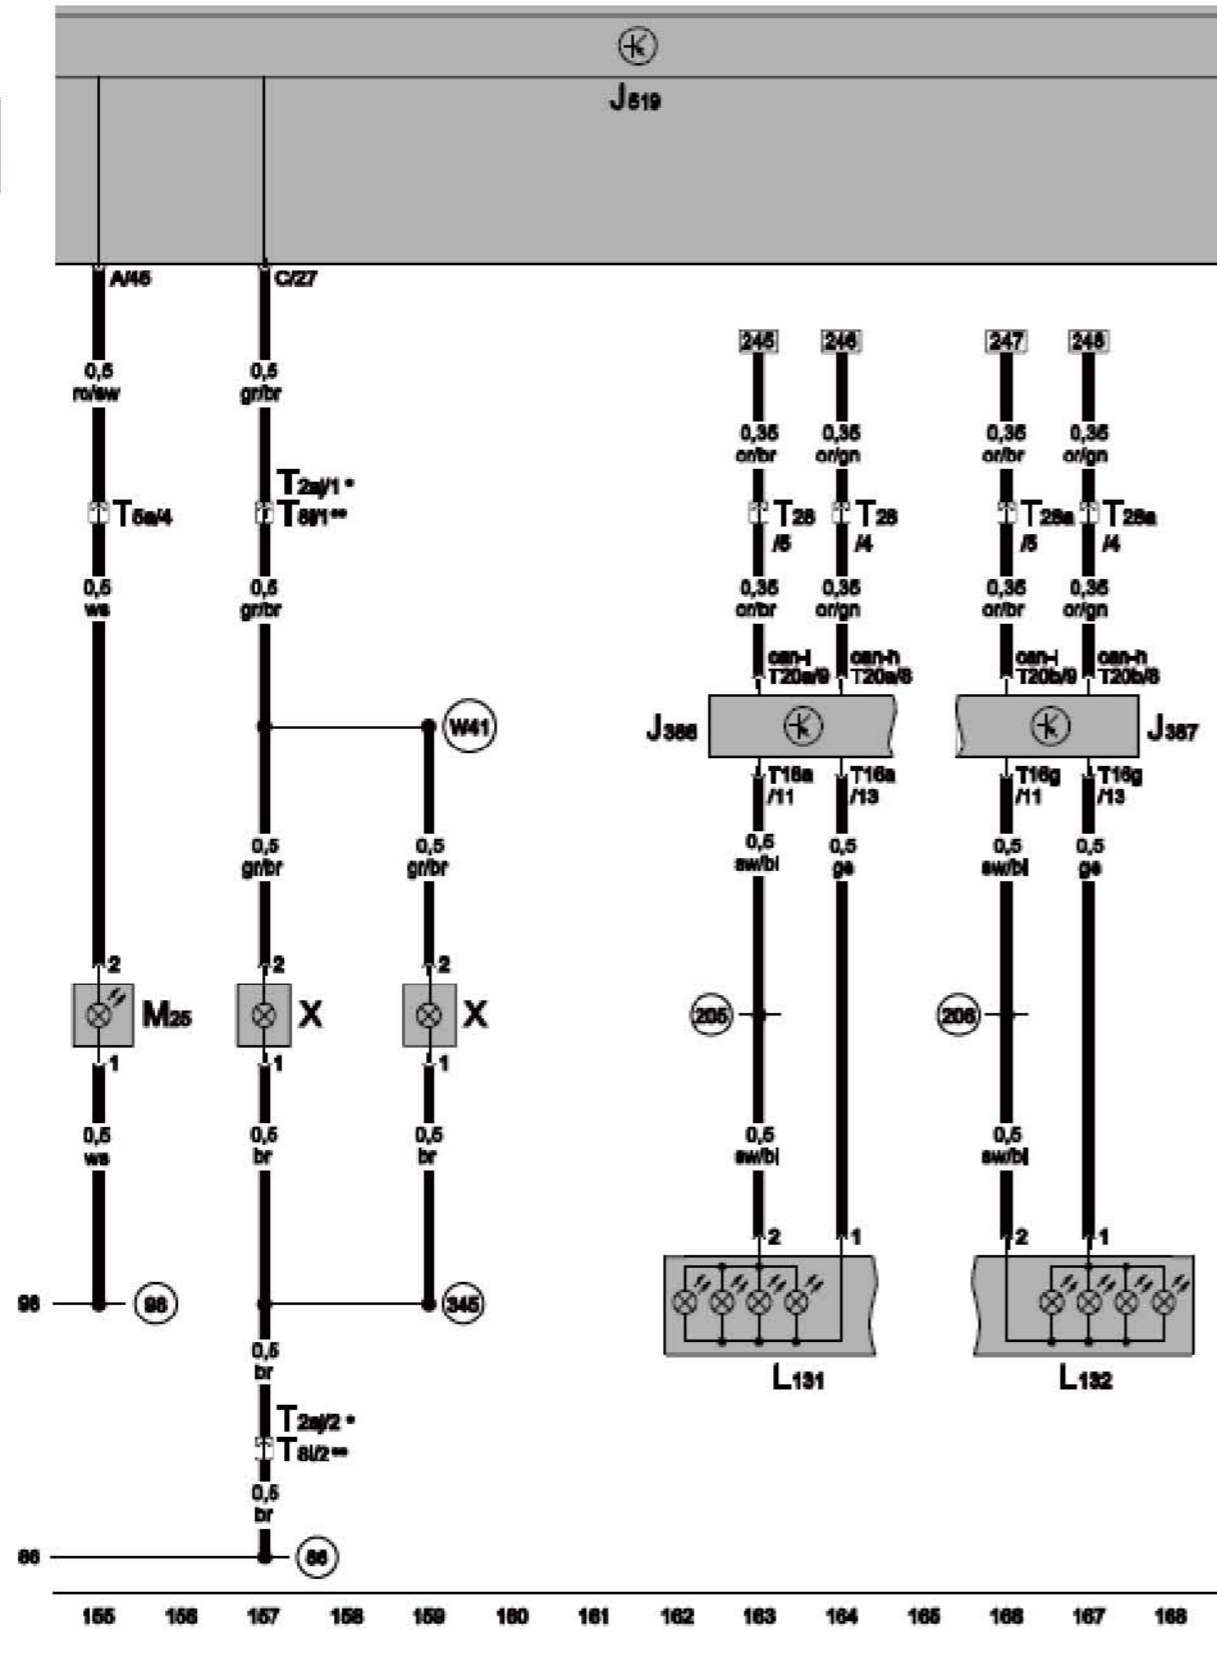 J519
A/45 C/27
245 246 247 248
0,5 0,5
ro/sw gr/br
0,35 0,35 0,35 0,35
or/br or/gn or/br or/gn
T2aj/1 *
T5a/4 T8i/1** T28 T28 T28a T28a
/5 /4 /5 /4
0,5 0,5 0,35 0,35 0,35 0,35
ws gr/br or/br or/gn or/br or/gn
can-l can-h can-l can-h
T20a/9 T20a/8 T20b/9 T20b/8
W41 J386 J387
T16a T16a T16g T16g
/11 /13 /11 /13
0,5 0,5 0,5 0,5 0,5 0,5
gr/br gr/br sw/bl ge sw/bl ge
2 2 2
M25 X X 205 206
1 1 1
0,5 0,5 0,5 0,5 0,5
ws br br sw/bl sw/bl
2 1 2 1
98 98 345
0,5
br
L131 L132
T2aj/2 *
T8i/2**
0,5
br
86 86
155 156 157 158 159 160 161 162 163 164 165 166 167 168